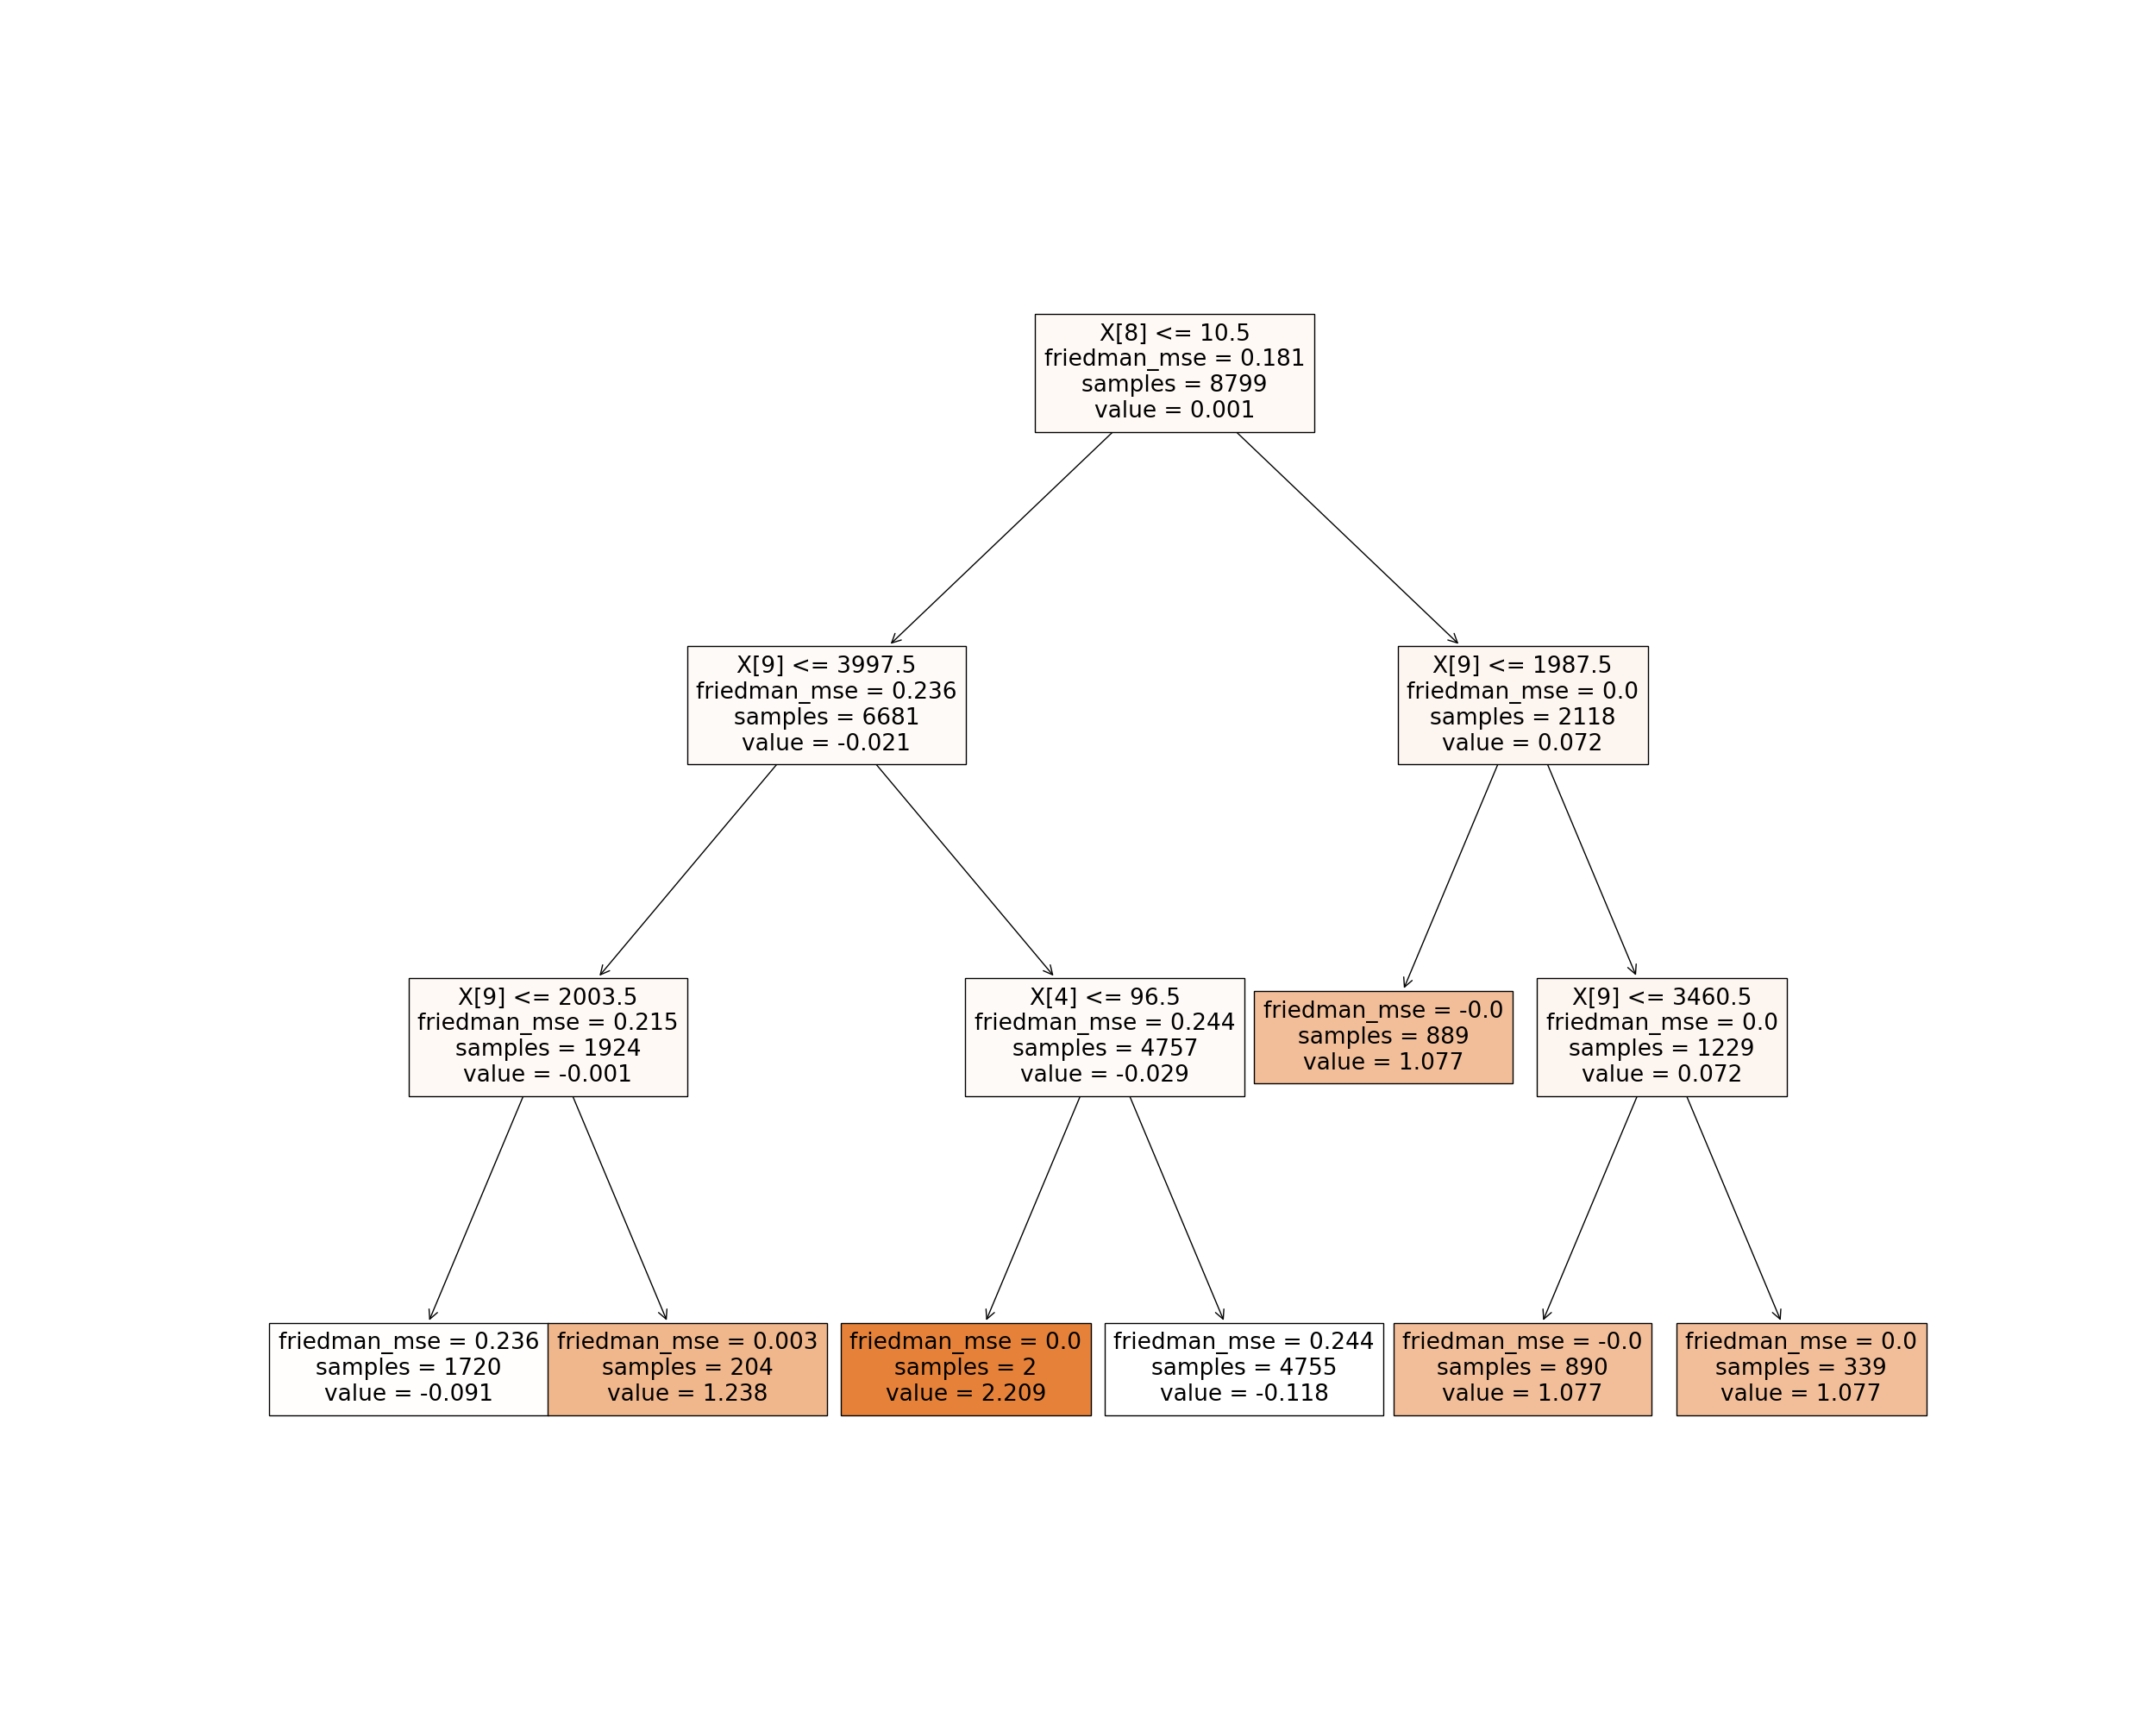 X[8] <= 10.5
friedman_mse = 0.181
samples = 8799
value = 0.001
X[9] <= 3997.5
friedman_mse = 0.236
samples = 6681
value = -0.021
X[9] <= 1987.5
friedman_mse = 0.0
samples = 2118
value = 0.072
X[9] <= 2003.5
friedman_mse = 0.215
samples = 1924
value = -0.001
X[4] <= 96.5
friedman_mse = 0.244
samples = 4757
value = -0.029
friedman_mse = -0.0
samples = 889
value = 1.077
X[9] <= 3460.5
friedman_mse = 0.0
samples = 1229
value = 0.072
friedman_mse = 0.236
samples = 1720
value = -0.091
friedman_mse = 0.003
samples = 204
value = 1.238
friedman_mse = 0.0
samples = 2
value = 2.209
friedman_mse = 0.244
samples = 4755
value = -0.118
friedman_mse = -0.0
samples = 890
value = 1.077
friedman_mse = 0.0
samples = 339
value = 1.077